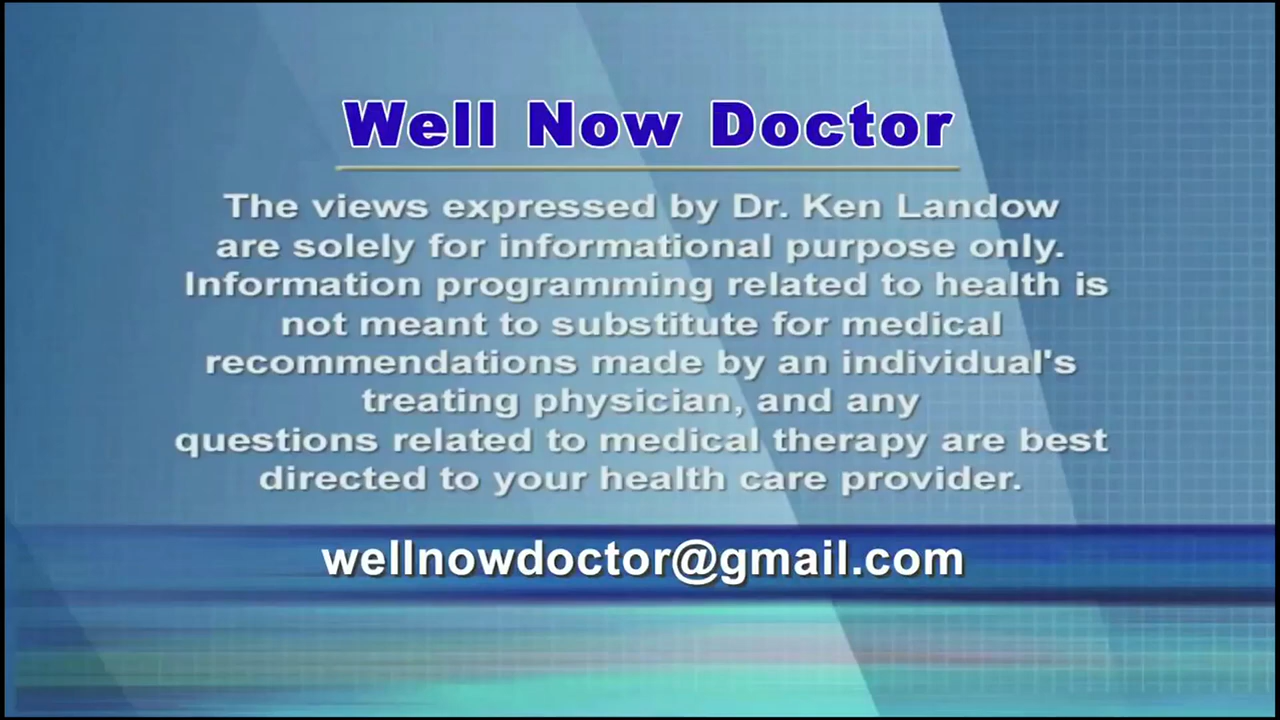 Well Now Doctor
The views expressed by Dr. Ken Landow
are solely for informational purpose only.
Information programming related to health is
not meant to substitute for medical
recommendations made by an individual's
treating physician, and any
questions related to medical therapy are best
directed to your health care provider.
wellnowdoctor@gmail.com